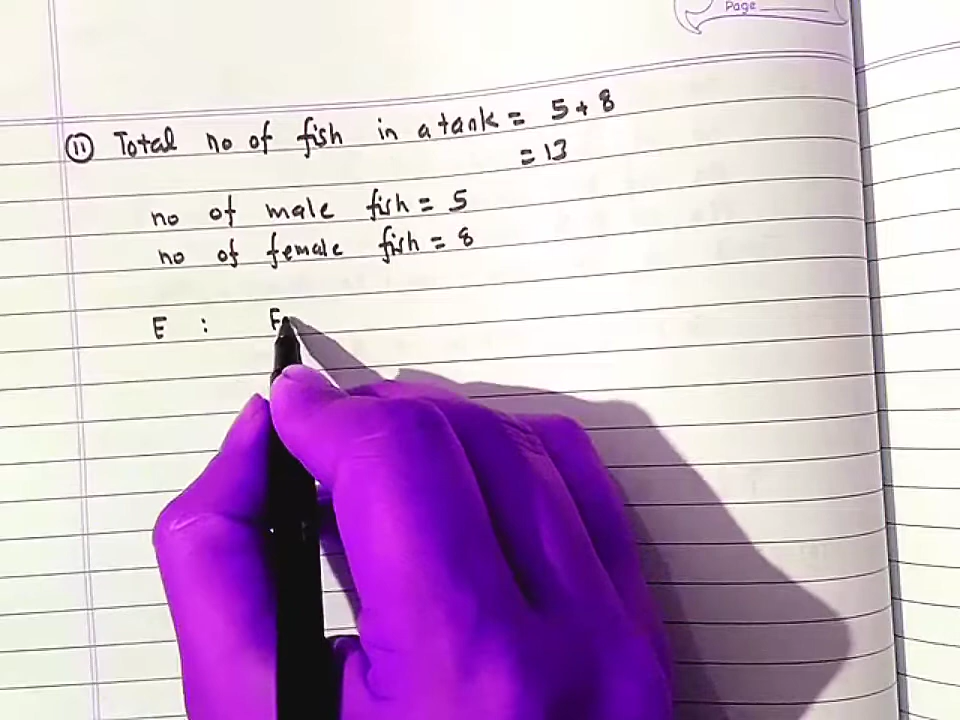 Page
(11) Total no of fish in a tank = 5 + 8
= 13
no of male fish = 5
no of female fish = 8
E : F